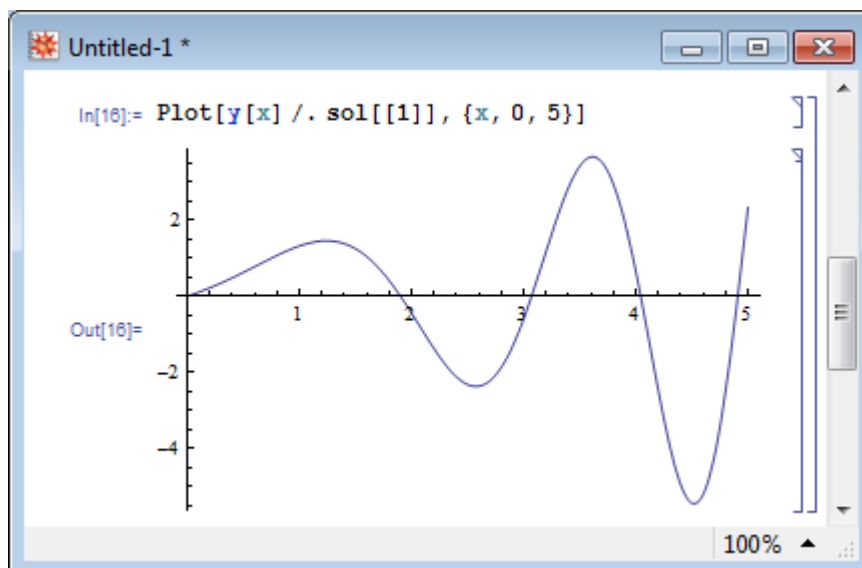 Untitled-1 *
In[16]:= Plot[y[x] /. sol[[1]], {x, 0, 5}]
2
1 2 3 4 5
Out[16]=
-2
-4
100%